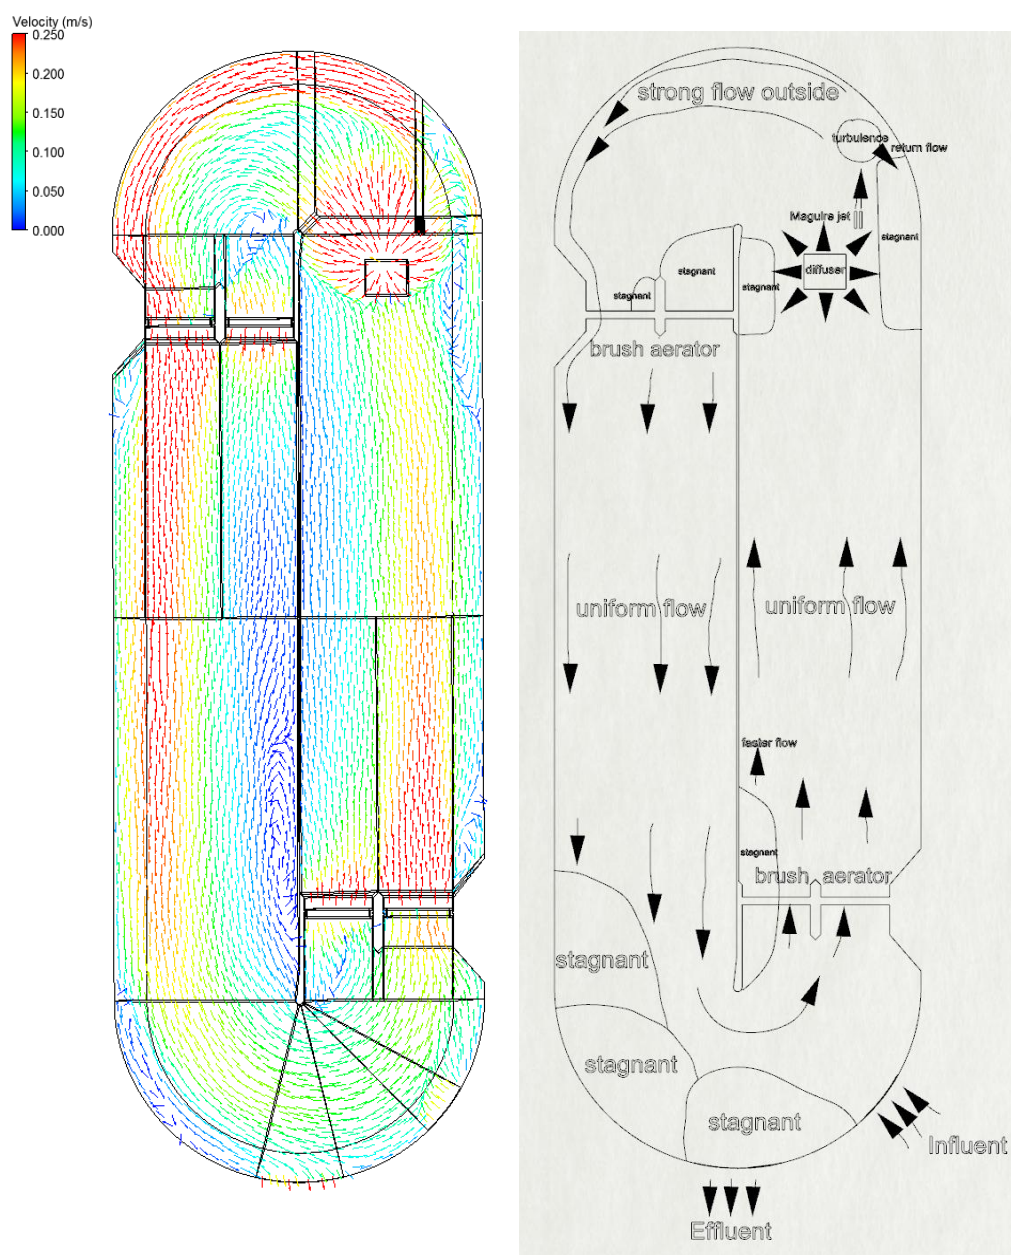 Velocity (m/s)
0.250
0.200
0.150
0.100
0.050
0.000
strong flow outside
turbulence
return flow
Maguire jet
stagnant
stagnant
diffuser
stagnant
stagnant
brush aerator
uniform flow
uniform flow
faster flow
stagnant
brush aerator
stagnant
stagnant
stagnant
Influent
Effluent